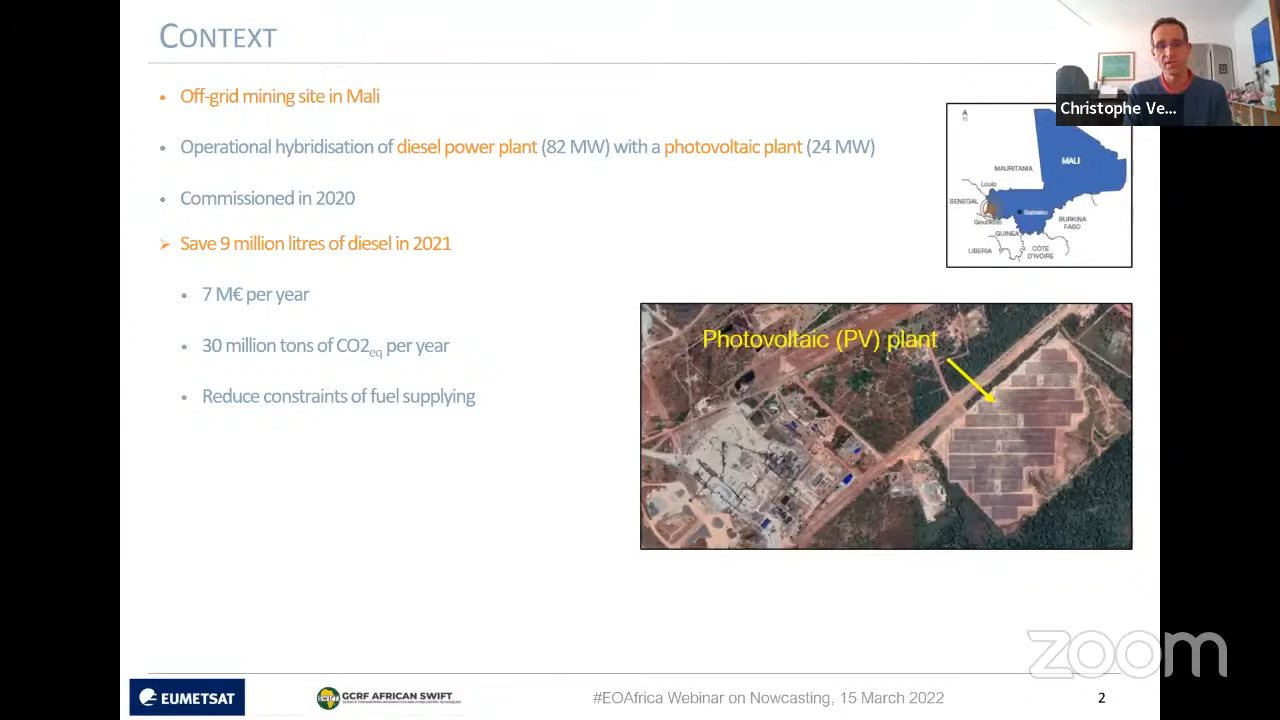 CONTEXT
Off-grid mining site in Mali
Operational hybridisation of diesel power plant (82 MW) with a photovoltaic plant (24 MW)
Commissioned in 2020
Save 9 million litres of diesel in 2021
7 M€ per year
30 million tons of CO2eq per year
Reduce constraints of fuel supplying
Christophe Ve...
N
MALI
MAURITANIA
Loulo
SENEGAL
Bamako
Gounkoto
BURKINA
FASO
GUINEA
CÔTE
D'IVOIRE
LIBERIA
Photovoltaic (PV) plant
zoom
EUMETSAT
GCRF AFRICAN SWIFT
#EOAfrica Webinar on Nowcasting, 15 March 2022
2